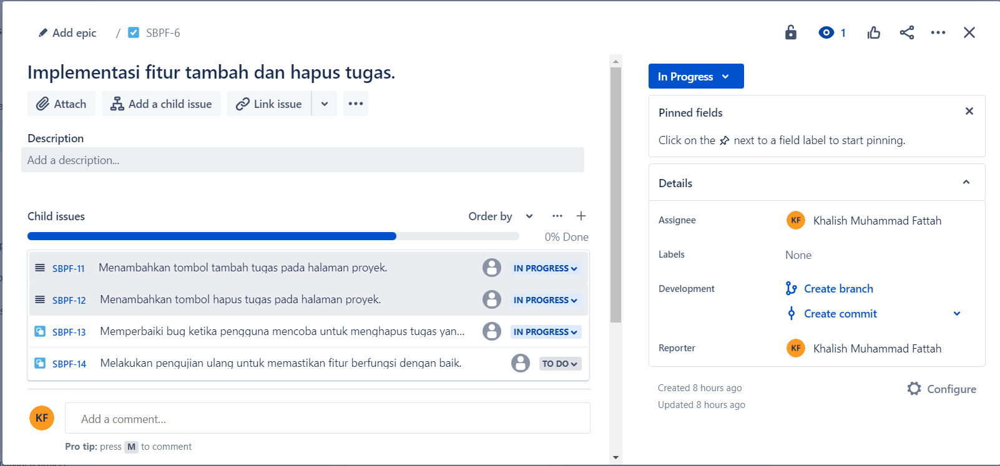 Add epic / SBPF-6
1
Implementasi fitur tambah dan hapus tugas.
Attach
Add a child issue
Link issue
Description
Add a description...
Child issues
Order by
0% Done
SBPF-11 Menambahkan tombol tambah tugas pada halaman proyek. IN PROGRESS
SBPF-12 Menambahkan tombol hapus tugas pada halaman proyek. IN PROGRESS
SBPF-13 Memperbaiki bug ketika pengguna mencoba untuk menghapus tugas yan... IN PROGRESS
SBPF-14 Melakukan pengujian ulang untuk memastikan fitur berfungsi dengan baik. TO DO
KF
Add a comment...
Pro tip: press M to comment
In Progress
Pinned fields
Click on the next to a field label to start pinning.
Details
Assignee KF Khalish Muhammad Fattah
Labels None
Development Create branch
Create commit
Reporter KF Khalish Muhammad Fattah
Created 8 hours ago
Configure
Updated 8 hours ago